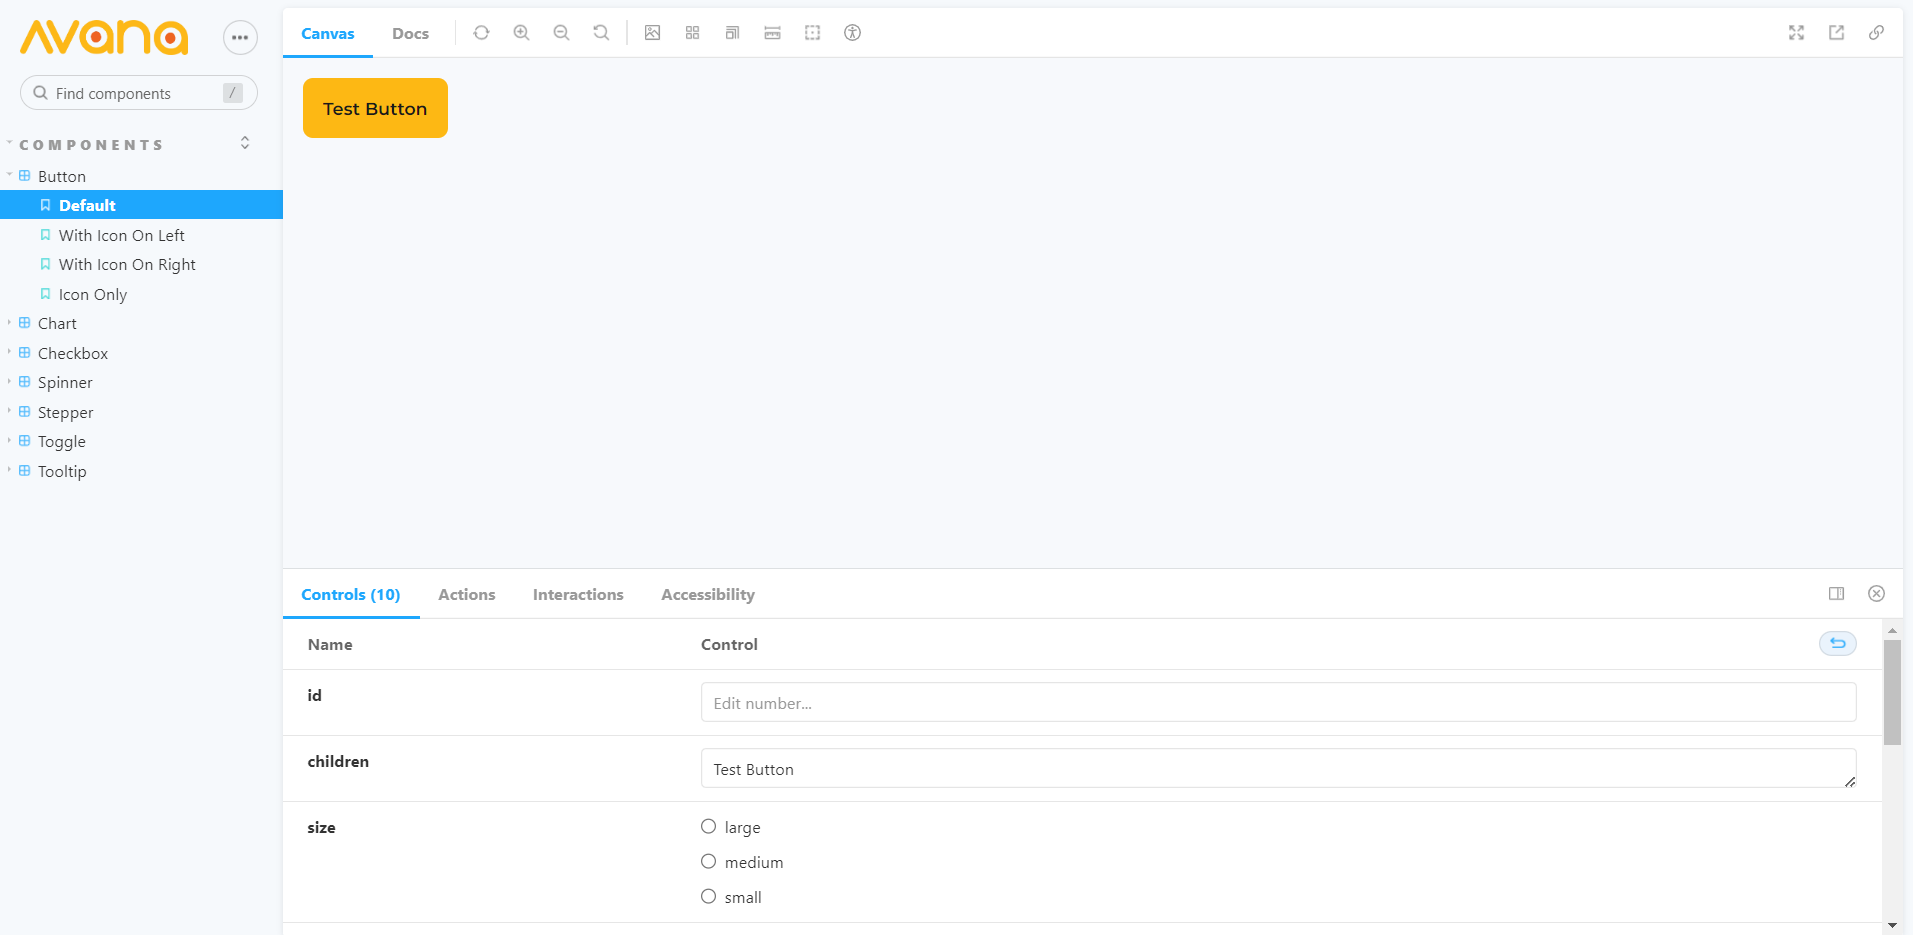 AVANA
Find components
/
COMPONENTS
Button
Default
With Icon On Left
With Icon On Right
Icon Only
Chart
Checkbox
Spinner
Stepper
Toggle
Tooltip
Canvas
Docs
Test Button
Controls (10)
Actions
Interactions
Accessibility
Name
Control
id
Edit number...
children
Test Button
size
large
medium
small